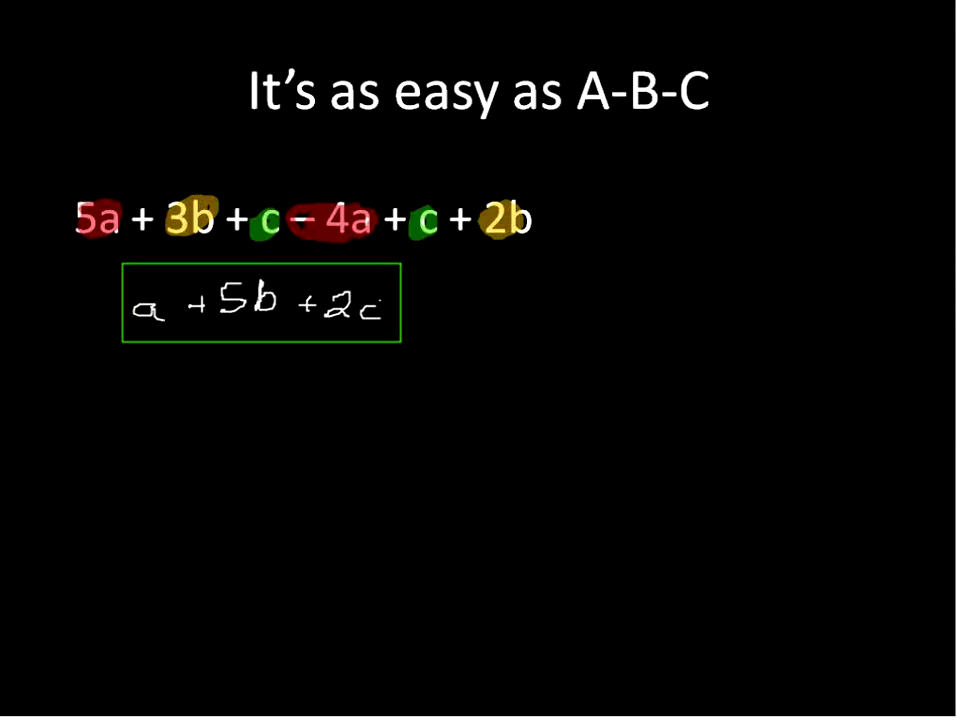 It’s as easy as A-B-C
5a + 3b + c – 4a + c + 2b
a + 5b + 2c